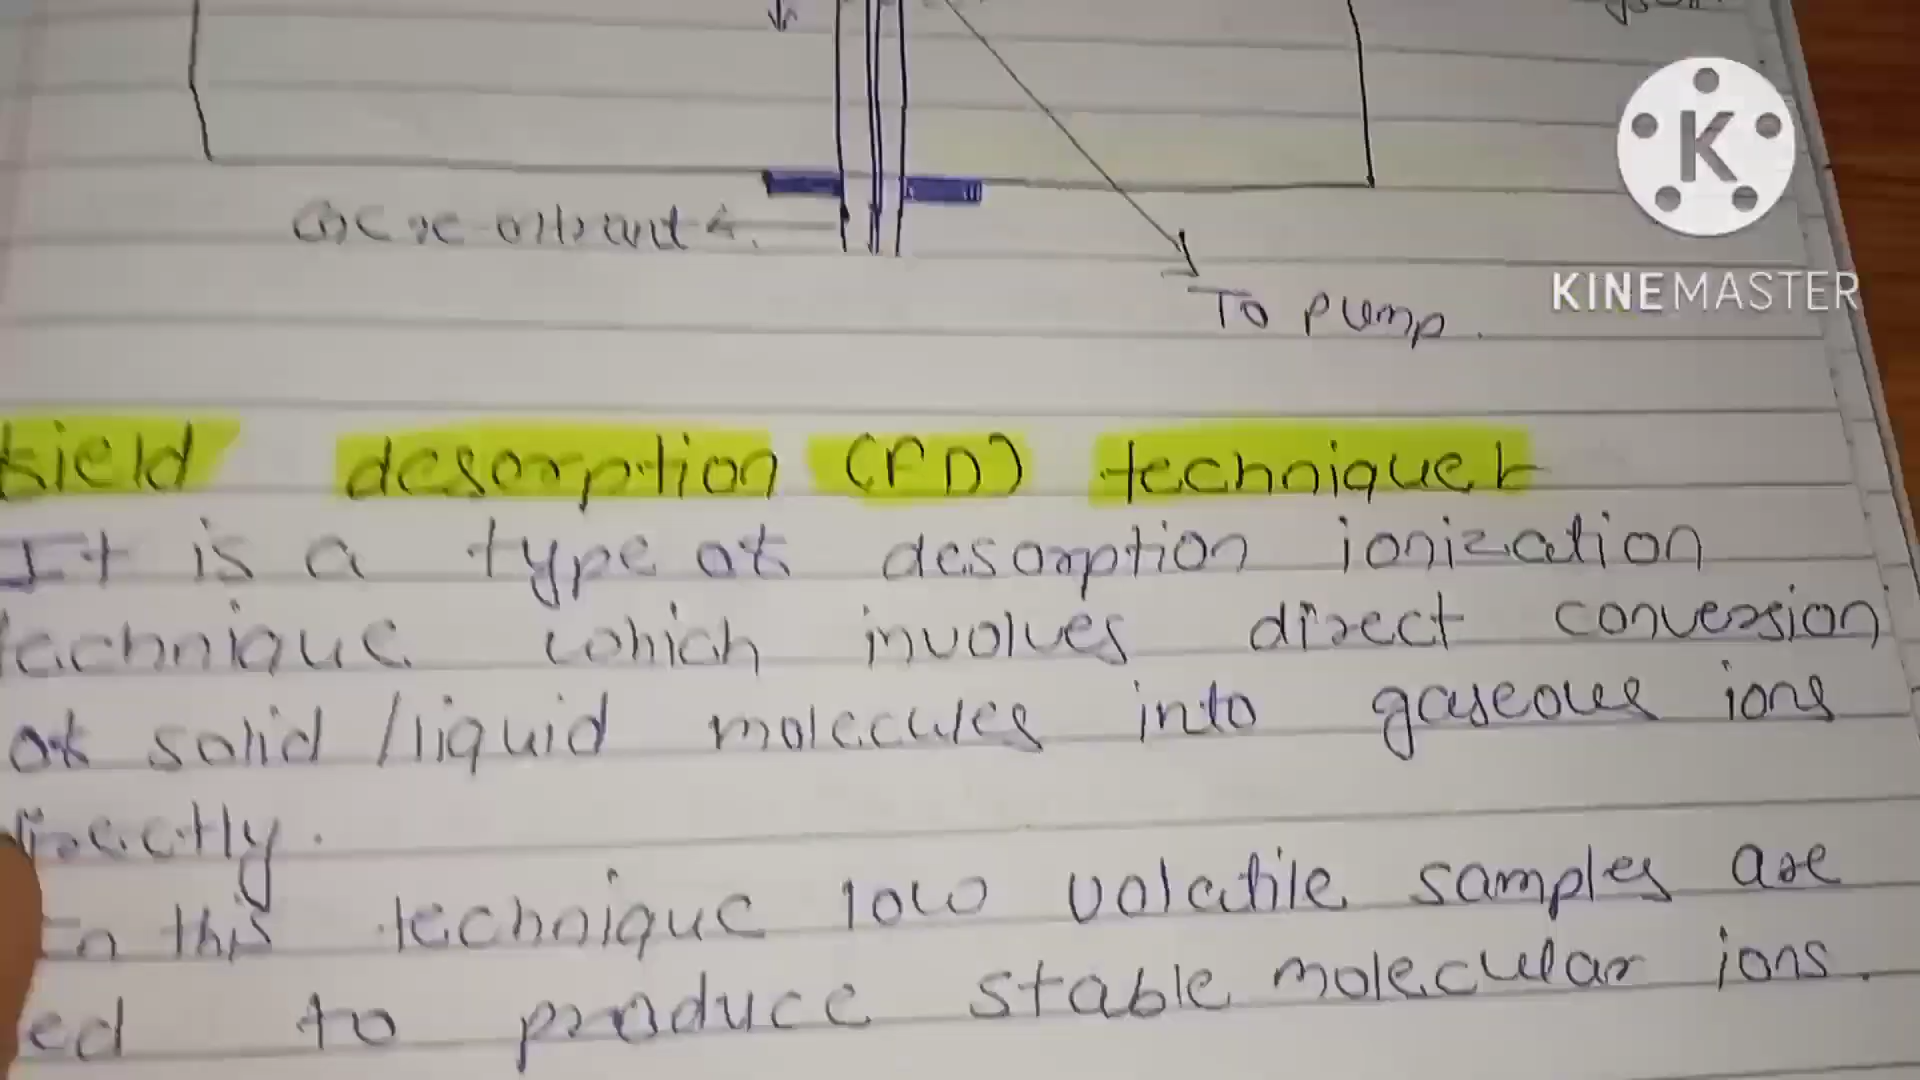 K
KINEMASTER
To pump.
field desorption (FD) technique:-
It is a type of desorption ionization
technique which involves direct conversion
of solid /liquid molecules into gaseous ions
directly.
In this technique low volatile samples are
ed to produce stable molecular ions.